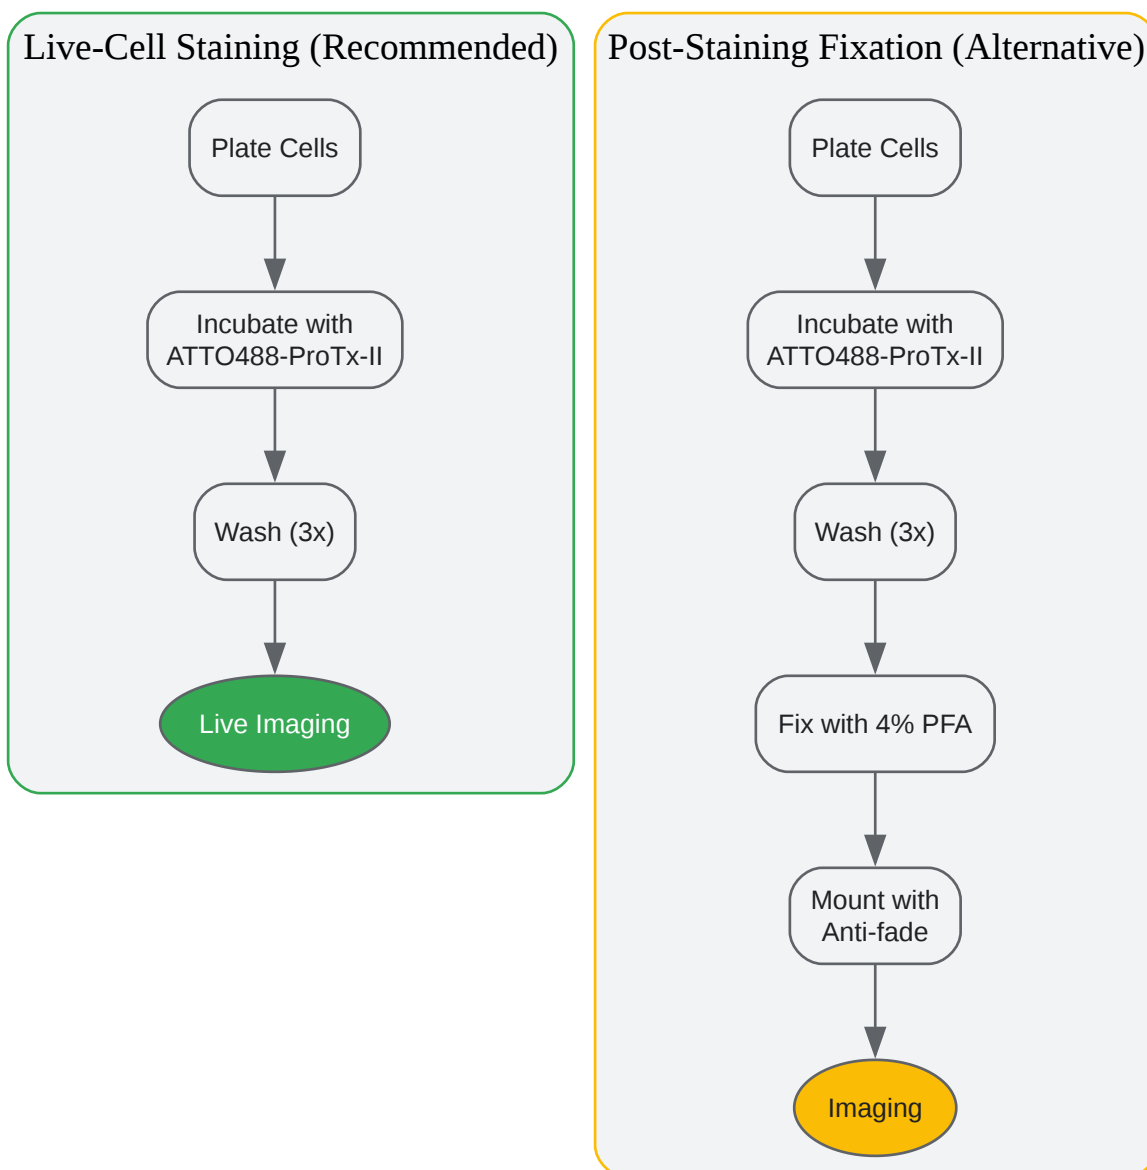 Live-Cell Staining (Recommended)
Plate Cells
Incubate with
ATTO488-ProTx-II
Wash (3x)
Live Imaging
Post-Staining Fixation (Alternative)
Plate Cells
Incubate with
ATTO488-ProTx-II
Wash (3x)
Fix with 4% PFA
Mount with
Anti-fade
Imaging